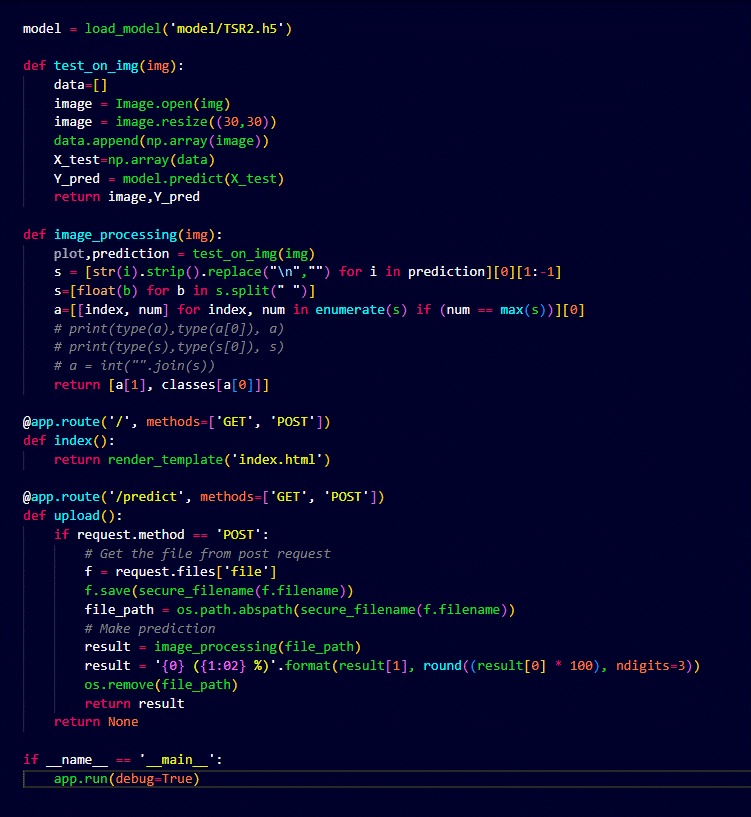 model = load_model('model/TSR2.h5')
def test_on_img(img):
    data=[]
    image = Image.open(img)
    image = image.resize((30,30))
    data.append(np.array(image))
    X_test=np.array(data)
    Y_pred = model.predict(X_test)
    return image,Y_pred
def image_processing(img):
    plot,prediction = test_on_img(img)
    s = [str(i).strip().replace("\n","") for i in prediction][0][1:-1]
    s=[float(b) for b in s.split(" ")]
    a=[[index, num] for index, num in enumerate(s) if (num == max(s))][0]
    # print(type(a),type(a[0]), a)
    # print(type(s),type(s[0]), s)
    # a = int("".join(s))
    return [a[1], classes[a[0]]]
@app.route('/', methods=['GET', 'POST'])
def index():
    return render_template('index.html')
@app.route('/predict', methods=['GET', 'POST'])
def upload():
    if request.method == 'POST':
        # Get the file from post request
        f = request.files['file']
        f.save(secure_filename(f.filename))
        file_path = os.path.abspath(secure_filename(f.filename))
        # Make prediction
        result = image_processing(file_path)
        result = '{0} ({1:02} %)'.format(result[1], round((result[0] * 100), ndigits=3))
        os.remove(file_path)
        return result
    return None
if __name__ == '__main__':
    app.run(debug=True)